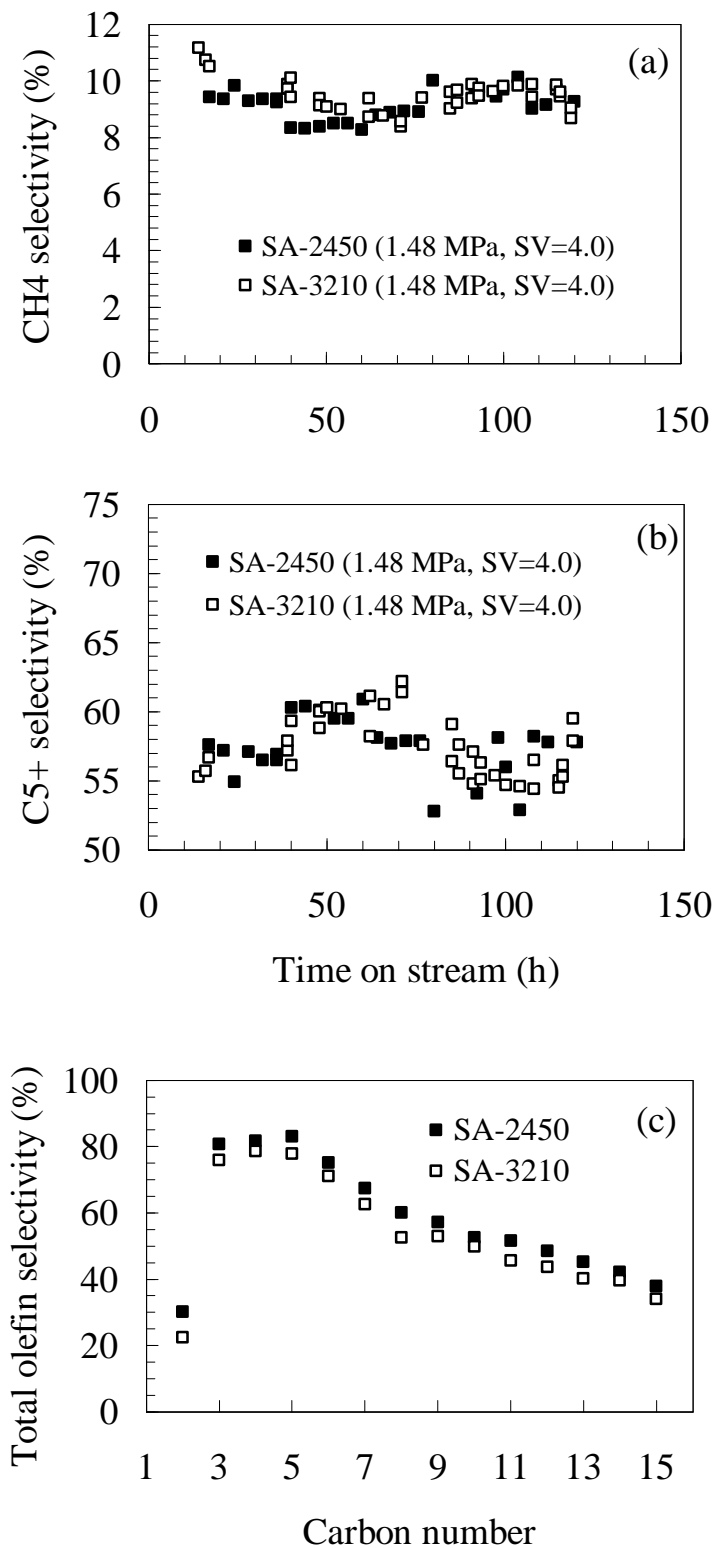 12
10
8
6
4
2
0
CH4 selectivity (%)
(a)
SA-2450 (1.48 MPa, SV=4.0)
SA-3210 (1.48 MPa, SV=4.0)
0 50 100 150
75
70
65
60
55
50
C5+ selectivity (%)
(b)
SA-2450 (1.48 MPa, SV=4.0)
SA-3210 (1.48 MPa, SV=4.0)
0 50 100 150
Time on stream (h)
100
80
60
40
20
0
Total olefin selectivity (%)
(c)
SA-2450
SA-3210
1 3 5 7 9 11 13 15
Carbon number